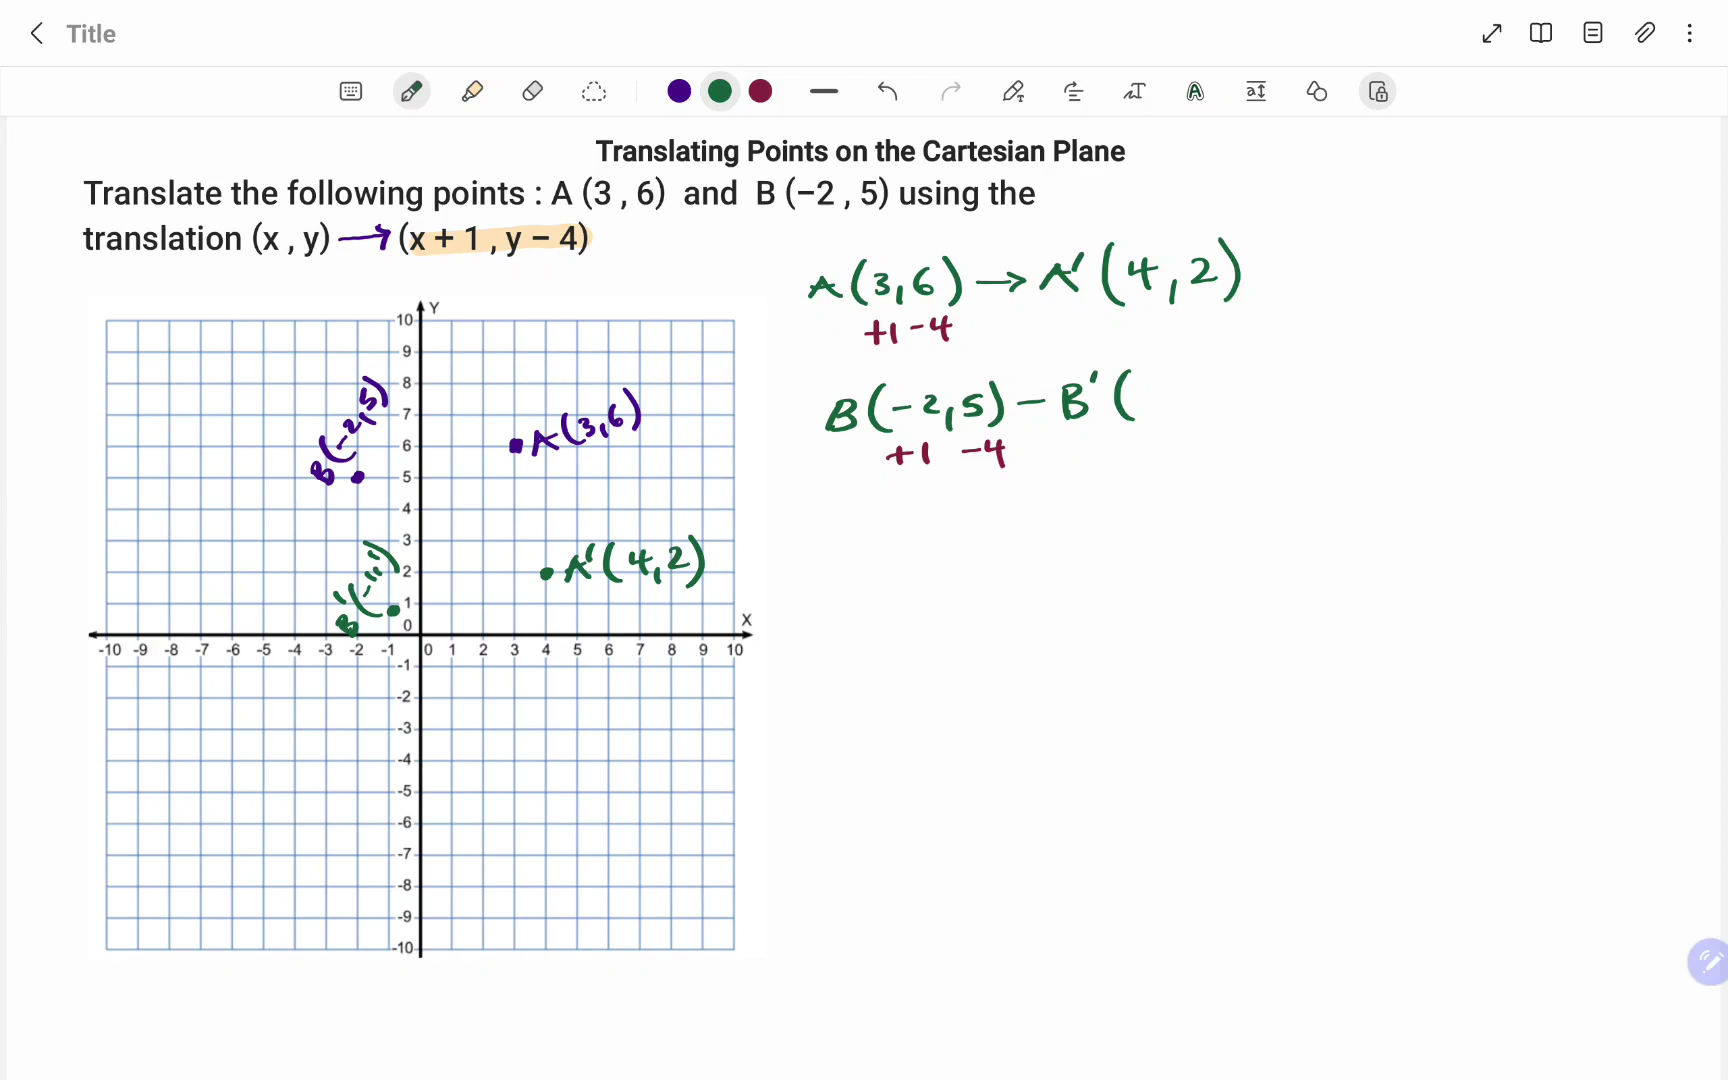 Title
Translating Points on the Cartesian Plane
Translate the following points : A (3 , 6) and B (−2 , 5) using the
translation (x , y) → (x + 1 , y − 4)
A(3,6) → A'(4,2)
+1 -4
B(-2,5) - B'(
+1 -4
Y
10
9
8
7
6
5
4
3
2
1
0
B(-2,5)
A(3,6)
A'(4,2)
B'(-1,1)
X
-10 -9 -8 -7 -6 -5 -4 -3 -2 -1 0 1 2 3 4 5 6 7 8 9 10
-1
-2
-3
-4
-5
-6
-7
-8
-9
-10